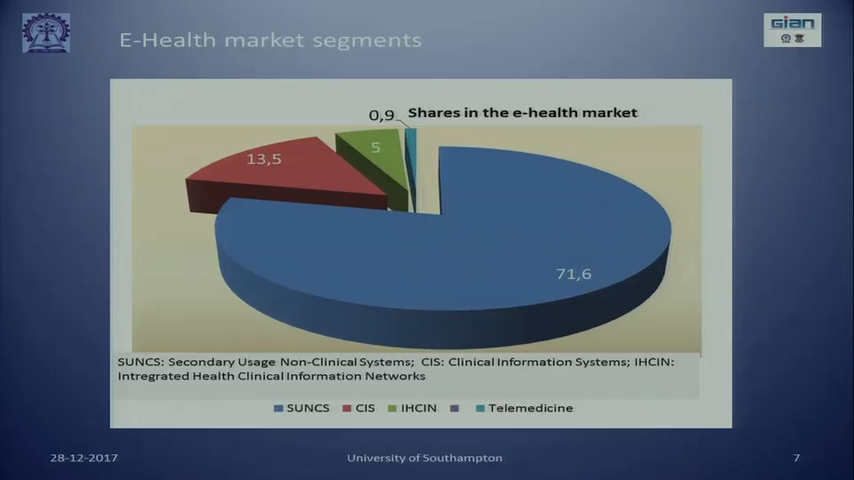 GIAN
E-Health market segments
0,9
Shares in the e-health market
13,5
5
71,6
SUNCS: Secondary Usage Non-Clinical Systems; CIS: Clinical Information Systems; IHCIN:
Intregrated Health Clinical Information Networks
SUNCS CIS IHCIN Telemedicine
28-12-2017 University of Southampton 7